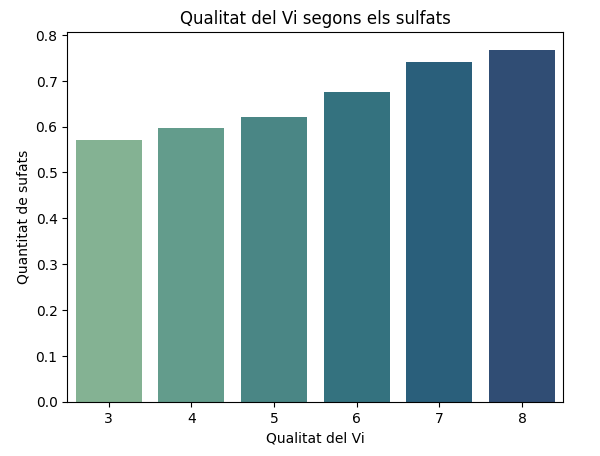 Qualitat del Vi segons els sulfats
0.8
0.7
0.6
0.5
0.4
0.3
0.2
0.1
0.0
Quantitat de sufats
3 4 5 6 7 8
Qualitat del Vi